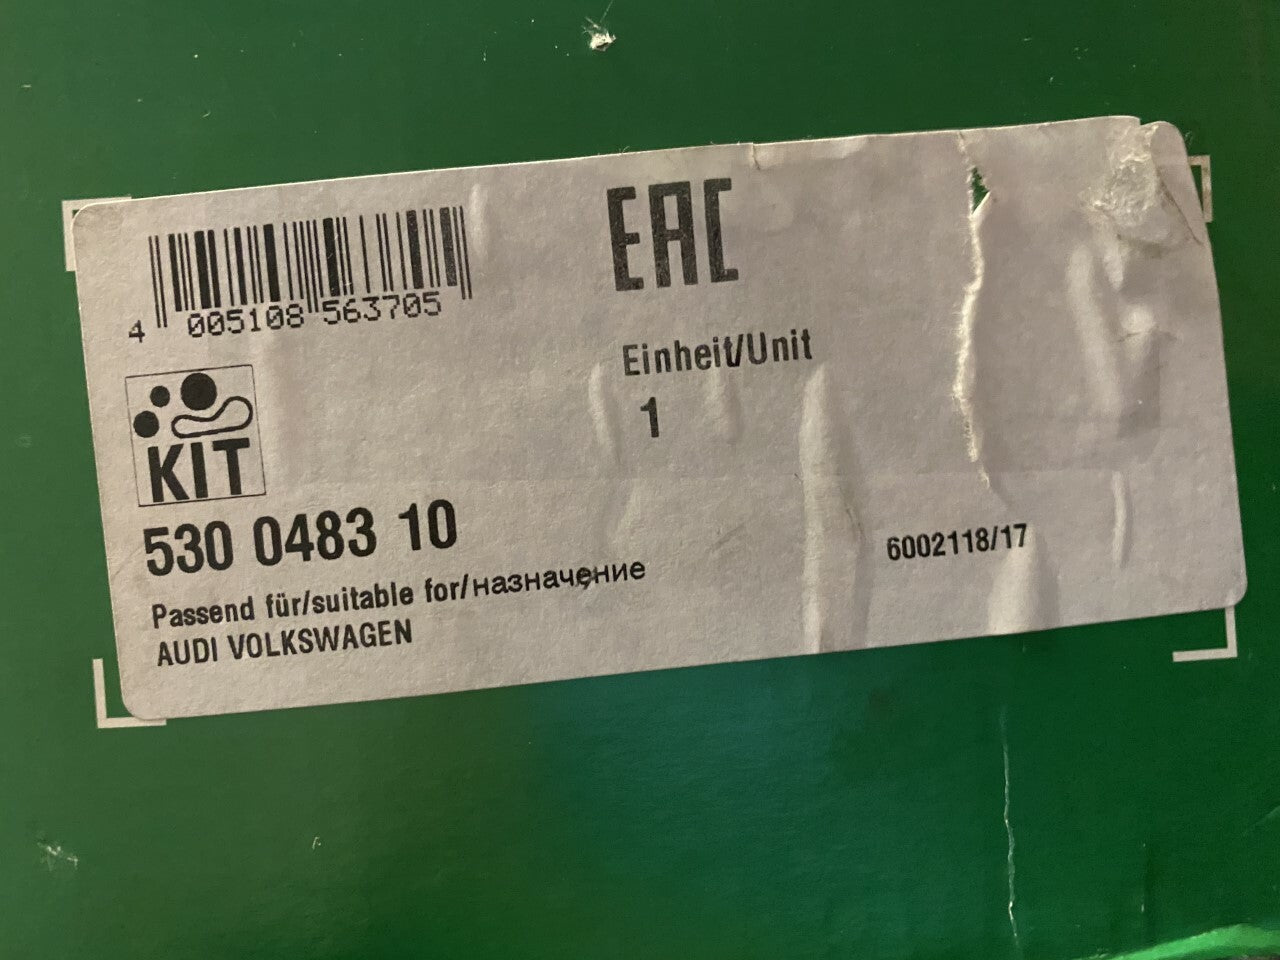 EAC
4 005108 563705
Einheit/Unit
1
KIT
530 0483 10
6002118/17
Passend für/suitable for/назначение
AUDI VOLKSWAGEN